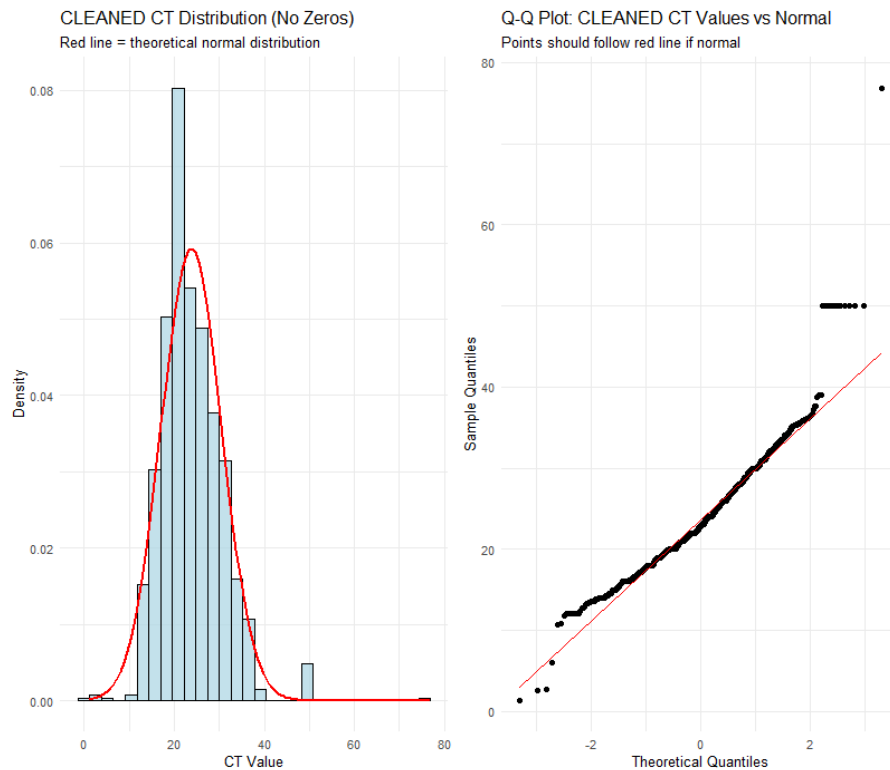 CLEANED CT Distribution (No Zeros)
Red line = theoretical normal distribution
0.08
0.06
0.04
0.02
0.00
Density
0
20
40
60
80
CT Value
Q-Q Plot: CLEANED CT Values vs Normal
Points should follow red line if normal
80
60
40
20
0
Sample Quantiles
-2
0
2
Theoretical Quantiles